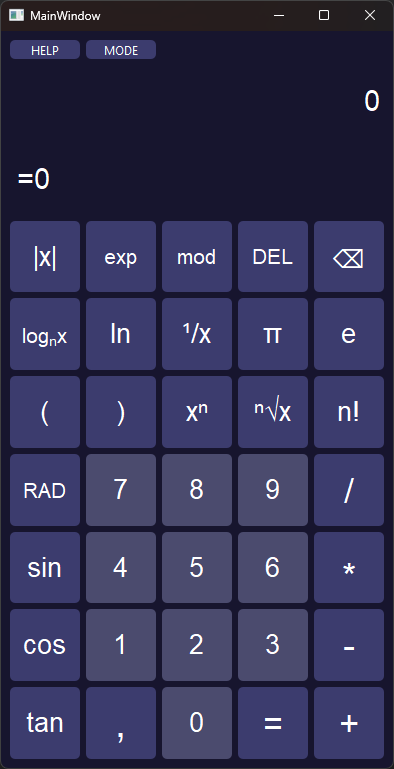 MainWindow
HELP MODE
0
=0
|x| exp mod DEL ⌫
logₙx ln ¹/x π e
( ) xⁿ ⁿ√x n!
RAD 7 8 9 /
sin 4 5 6 *
cos 1 2 3 -
tan , 0 = +